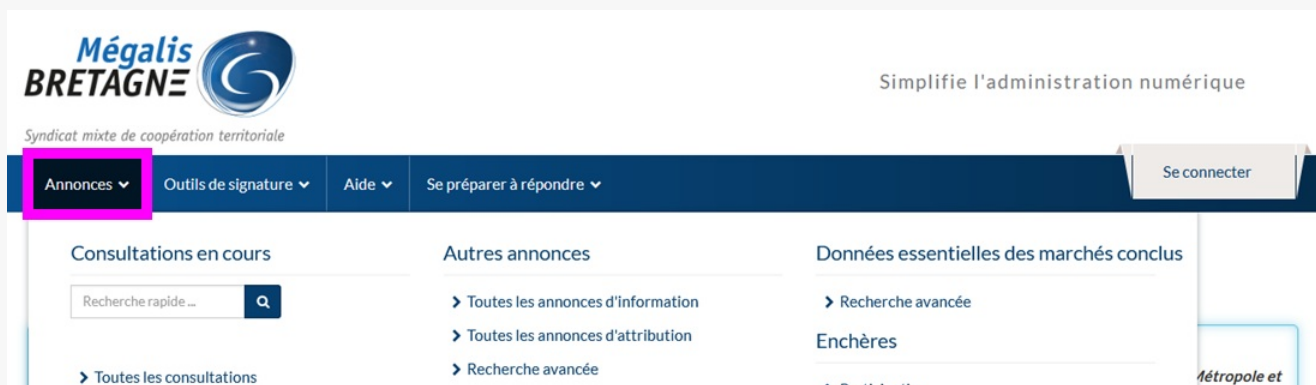 Mégalis
BRETAGNE
Syndicat mixte de coopération territoriale
Simplifie l'administration numérique
Annonces
Outils de signature
Aide
Se préparer à répondre
Se connecter
Consultations en cours
Recherche rapide ...
Toutes les consultations
Autres annonces
Toutes les annonces d'information
Toutes les annonces d'attribution
Recherche avancée
Données essentielles des marchés conclus
Recherche avancée
Enchères
Métropole et